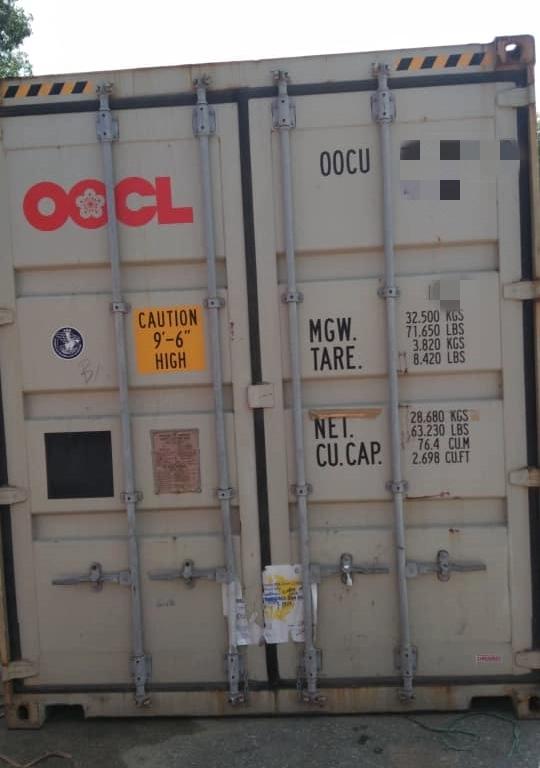 OOCL
OOCU
CAUTION
9'-6"
HIGH
MGW.
32.500 KGS
71.650 LBS
TARE.
3.820 KGS
8.420 LBS
NET.
28.680 KGS
63.230 LBS
CU.CAP.
76.4 CU.M
2.698 CU.FT